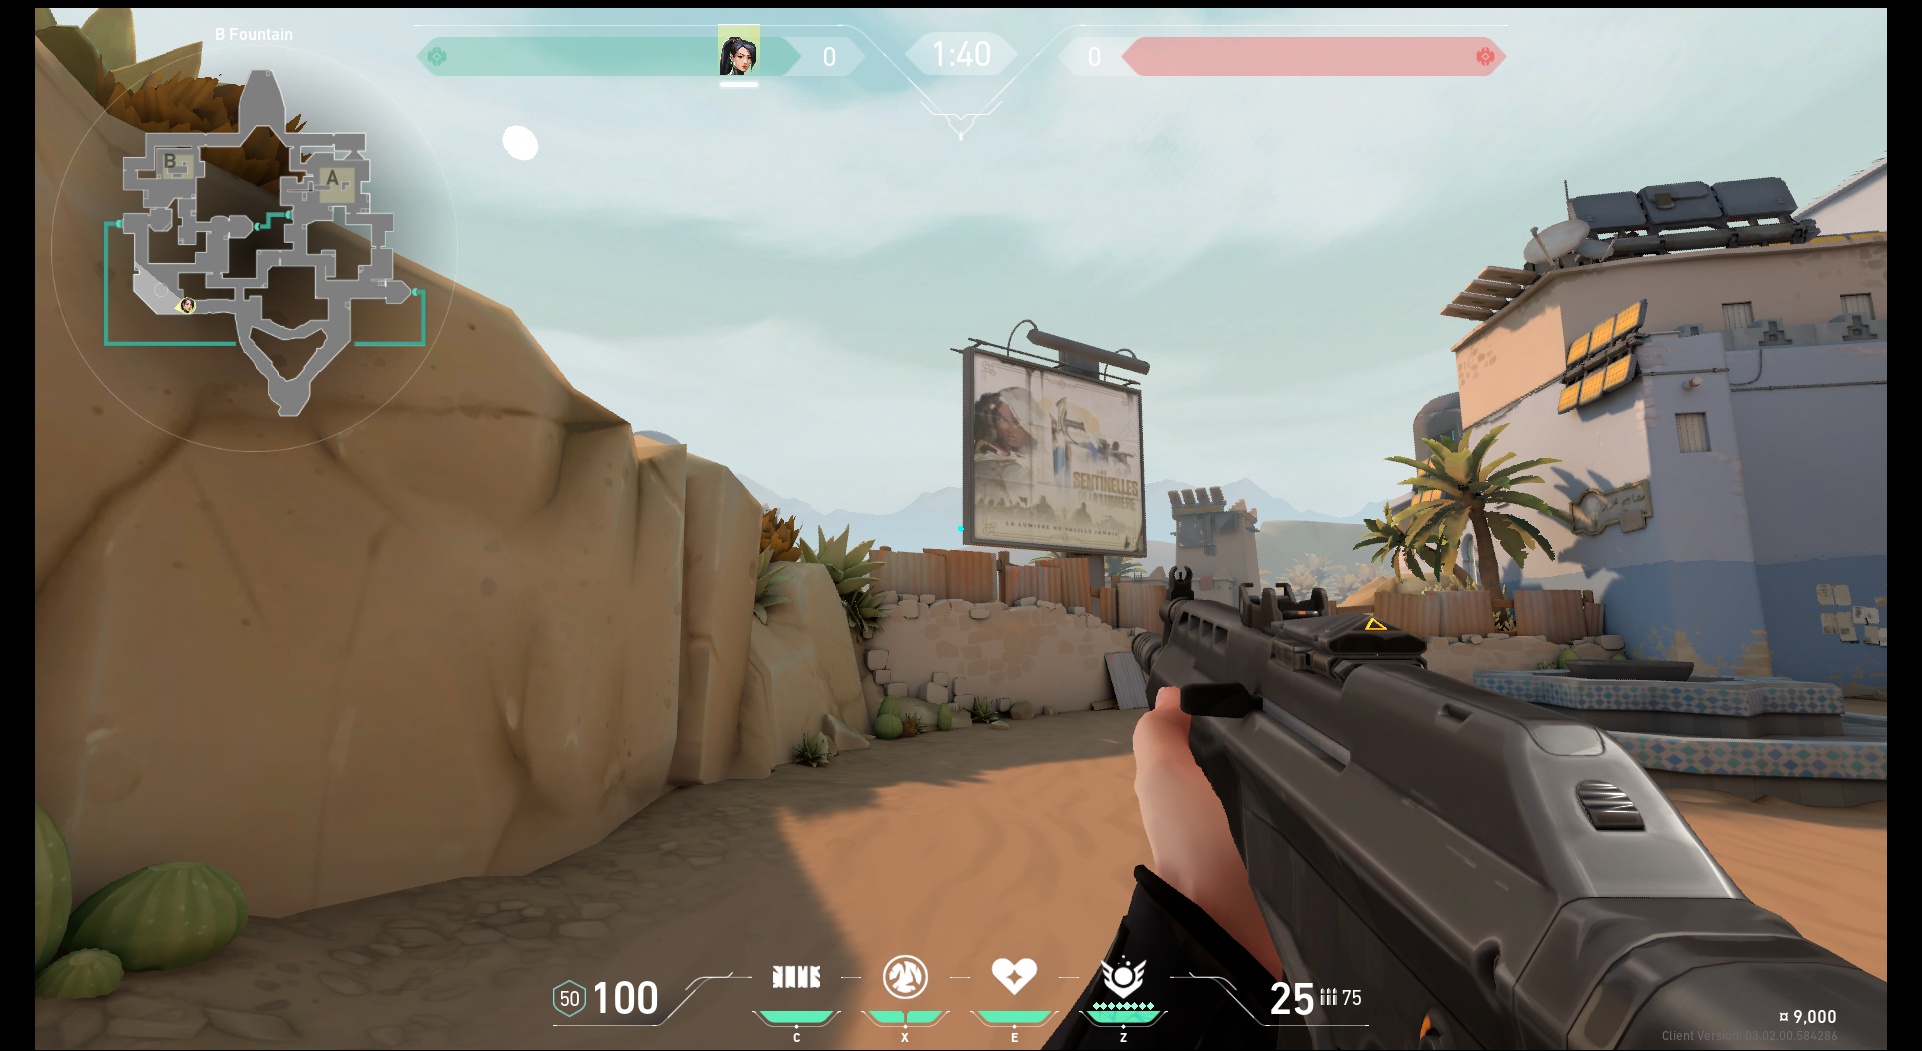 B Fountain
0
1:40
0
B
A
SENTINELLES
50
100
25
75
C
X
E
Z
¤ 9,000
Client Version: 03.02.00.584286